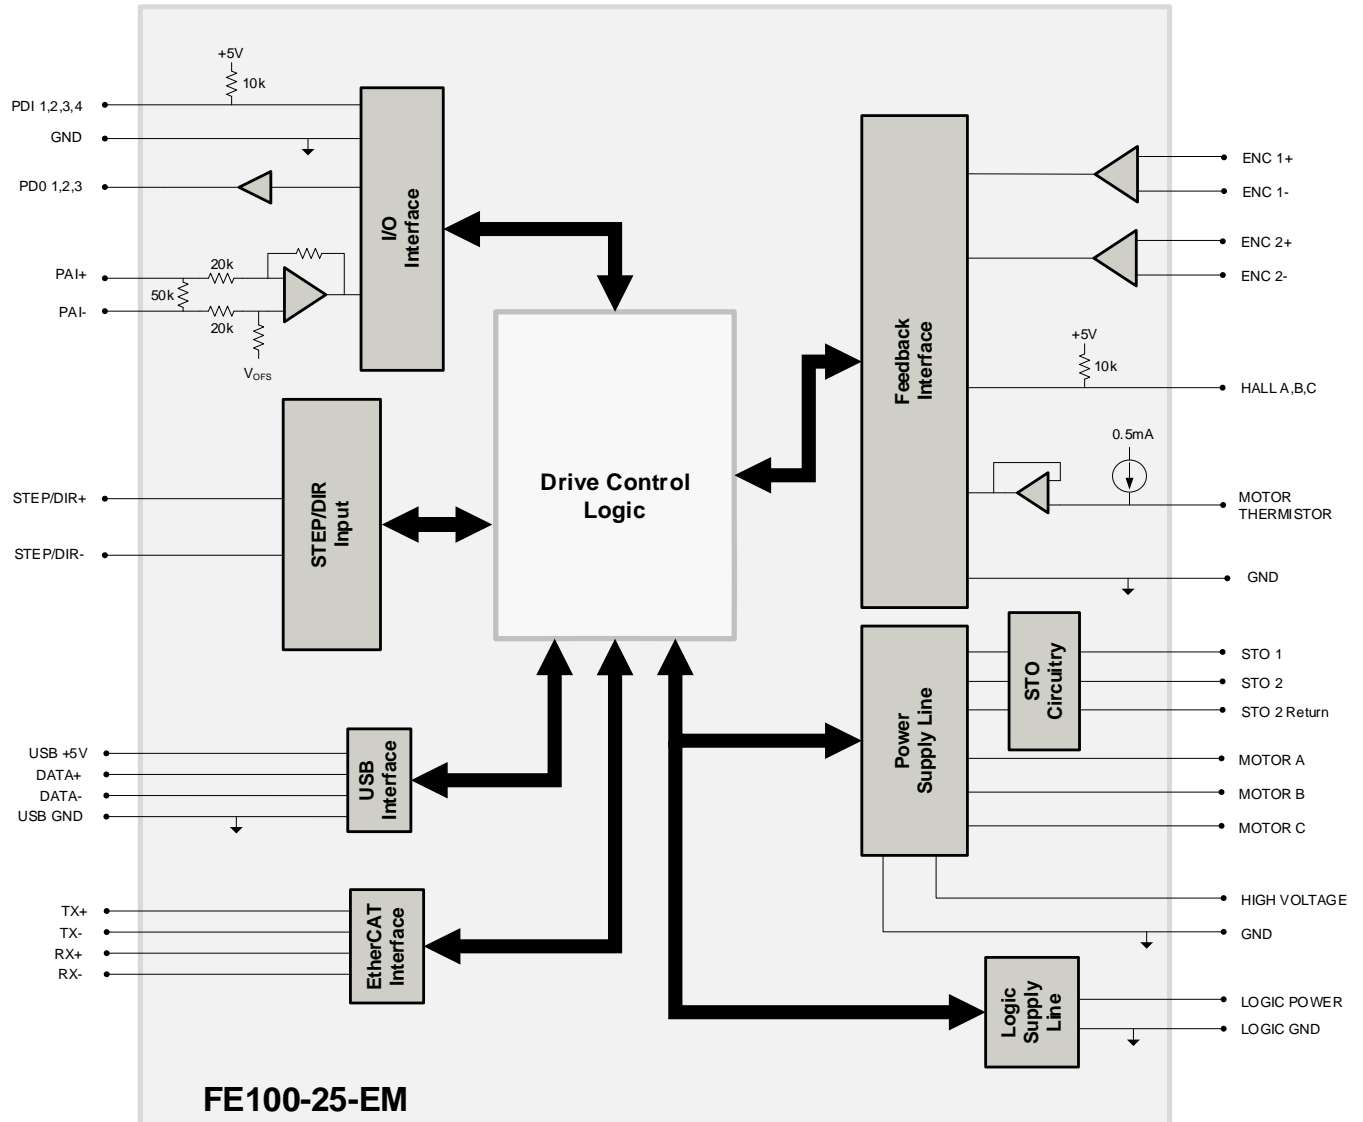 +5V
10k
PDI 1,2,3,4
GND
PD0 1,2,3
I/O
Interface
PAI+
20k
50k
PAI-
20k
VOFS
STEP/DIR+
STEP/DIR-
STEP/DIR
Input
Drive Control
Logic
Feedback
Interface
ENC 1+
ENC 1-
ENC 2+
ENC 2-
+5V
10k
HALL A,B,C
0.5mA
MOTOR
THERMISTOR
GND
Power
Supply Line
STO
Circuitry
STO 1
STO 2
STO 2 Return
MOTOR A
MOTOR B
MOTOR C
HIGH VOLTAGE
GND
USB +5V
DATA+
DATA-
USB GND
USB
Interface
TX+
TX-
RX+
RX-
EtherCAT
Interface
Logic
Supply
Line
LOGIC POWER
LOGIC GND
FE100-25-EM